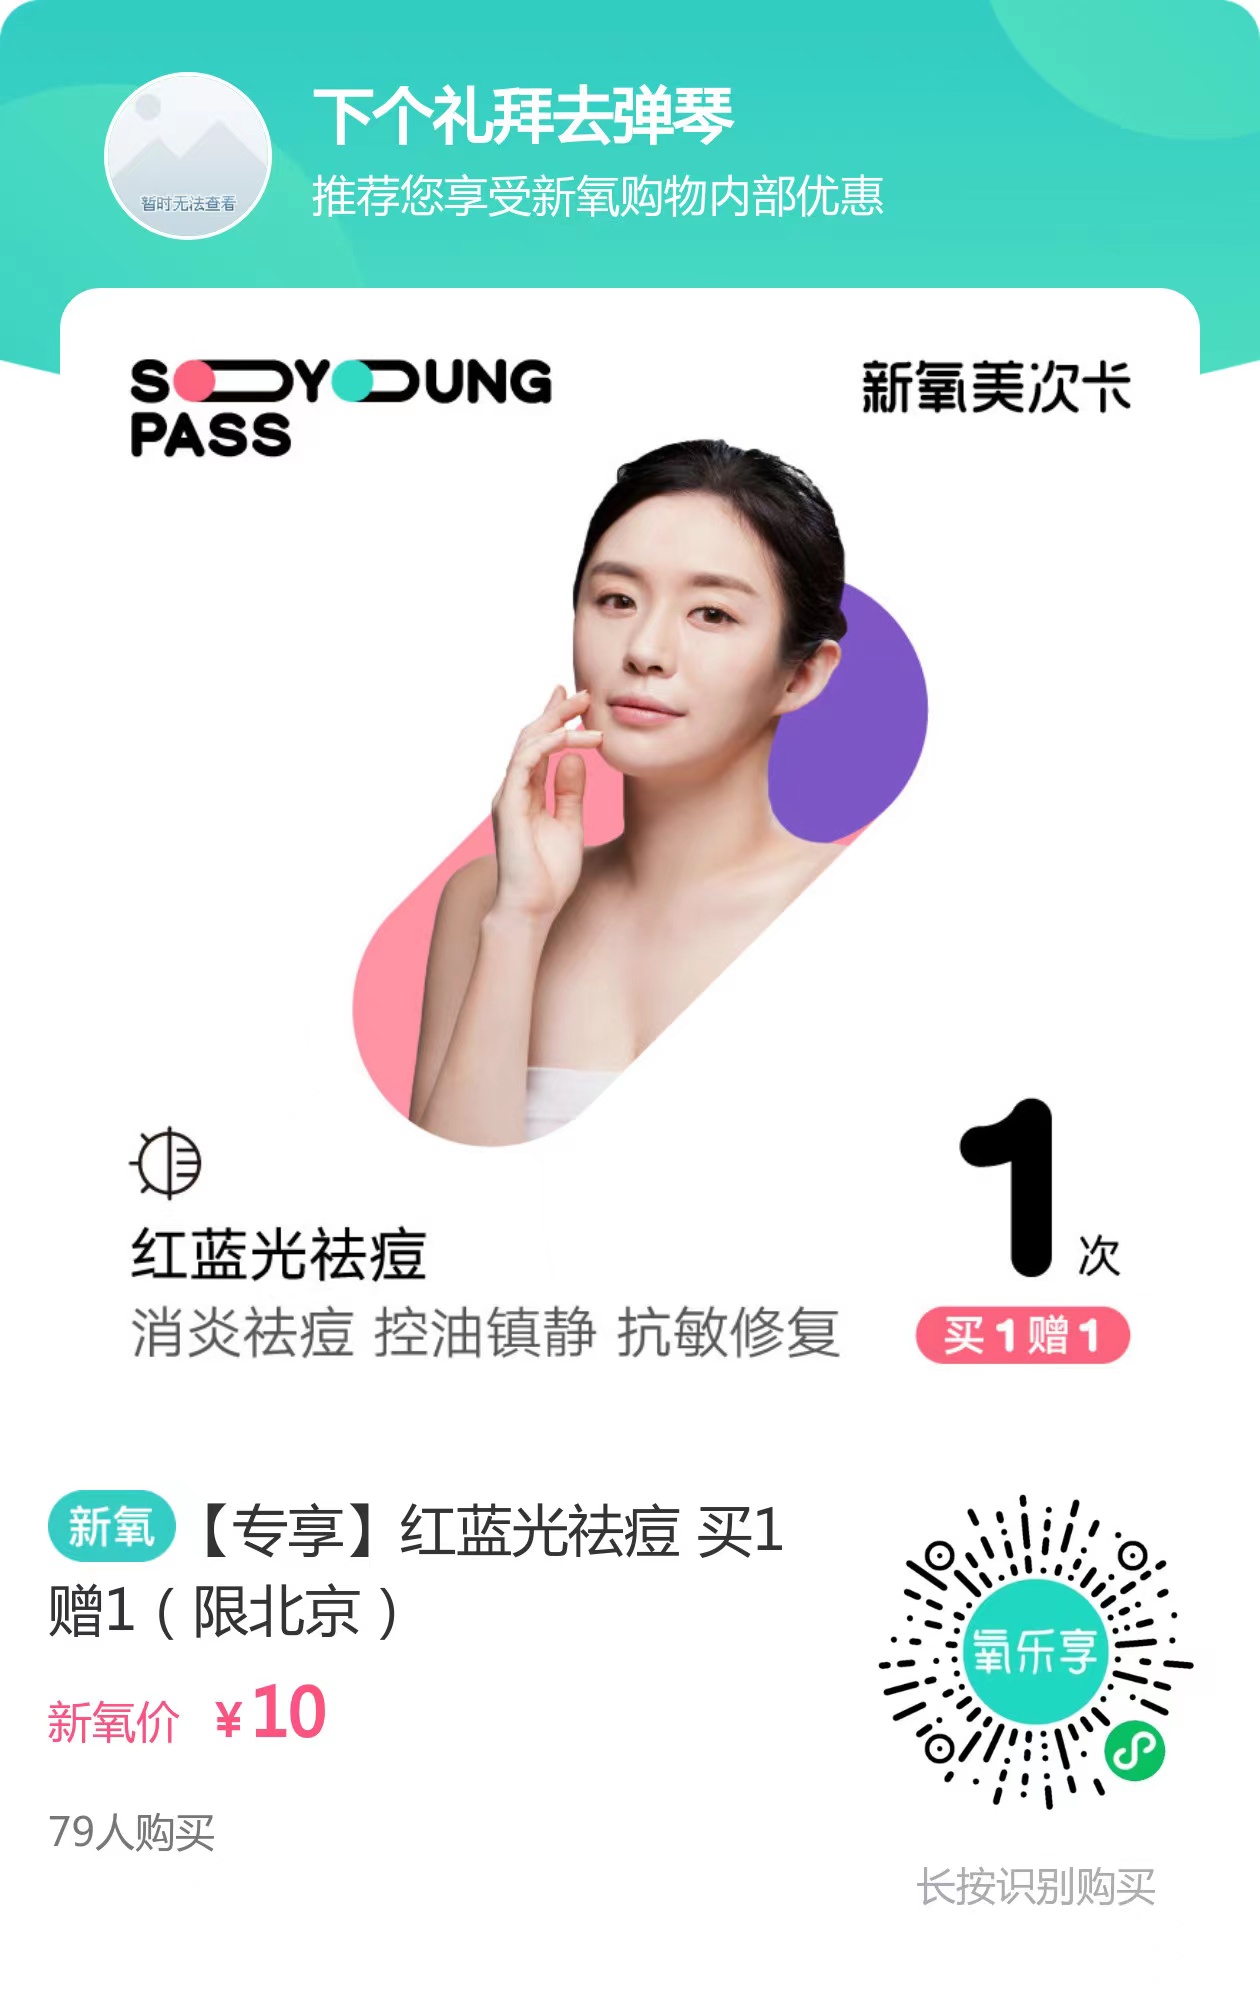 下个礼拜去弹琴
推荐您享受新氧购物内部优惠
暂时无法查看
SOYOUNG
PASS
新氧美次卡
红蓝光祛痘
消炎祛痘 控油镇静 抗敏修复
1次
买1赠1
新氧【专享】红蓝光祛痘 买1
赠1（限北京）
新氧价 ¥10
79人购买
氧乐享
长按识别购买